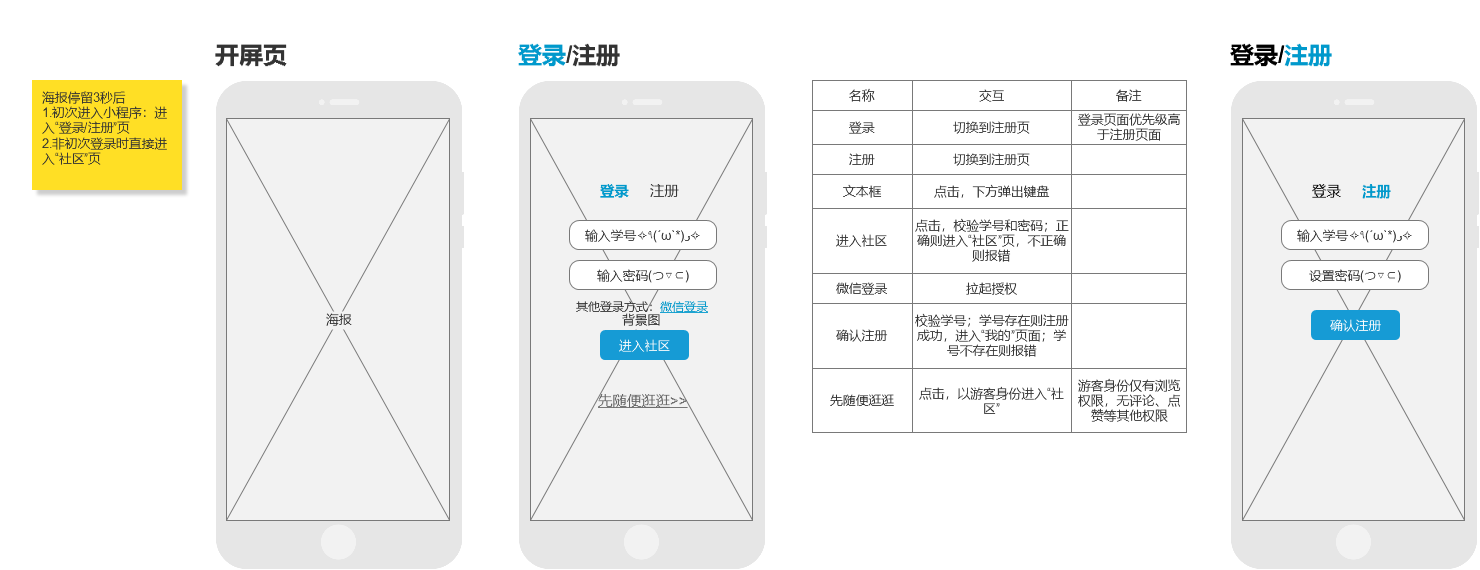 开屏页
登录/注册
登录/注册
海报停留3秒后
1.初次进入小程序：进
入“登录/注册”页
2.非初次登录时直接进
入“社区”页
海报
登录 注册
输入学号✧٩(ˊωˋ*)و✧
输入密码(つ▿⊂)
其他登录方式：微信登录
背景图
进入社区
先随便逛逛>>
名称 交互 备注
登录 切换到注册页 登录页面优先级高
于注册页面
注册 切换到注册页
文本框 点击，下方弹出键盘
进入社区 点击，校验学号和密码；正
确则进入“社区”页，不正确
则报错
微信登录 拉起授权
确认注册 校验学号；学号存在则注册
成功，进入“我的”页面；学
号不存在则报错
先随便逛逛 点击，以游客身份进入“社
区”
游客身份仅有浏览
权限，无评论、点
赞等其他权限
登录 注册
输入学号✧٩(ˊωˋ*)و✧
设置密码(つ▿⊂)
确认注册